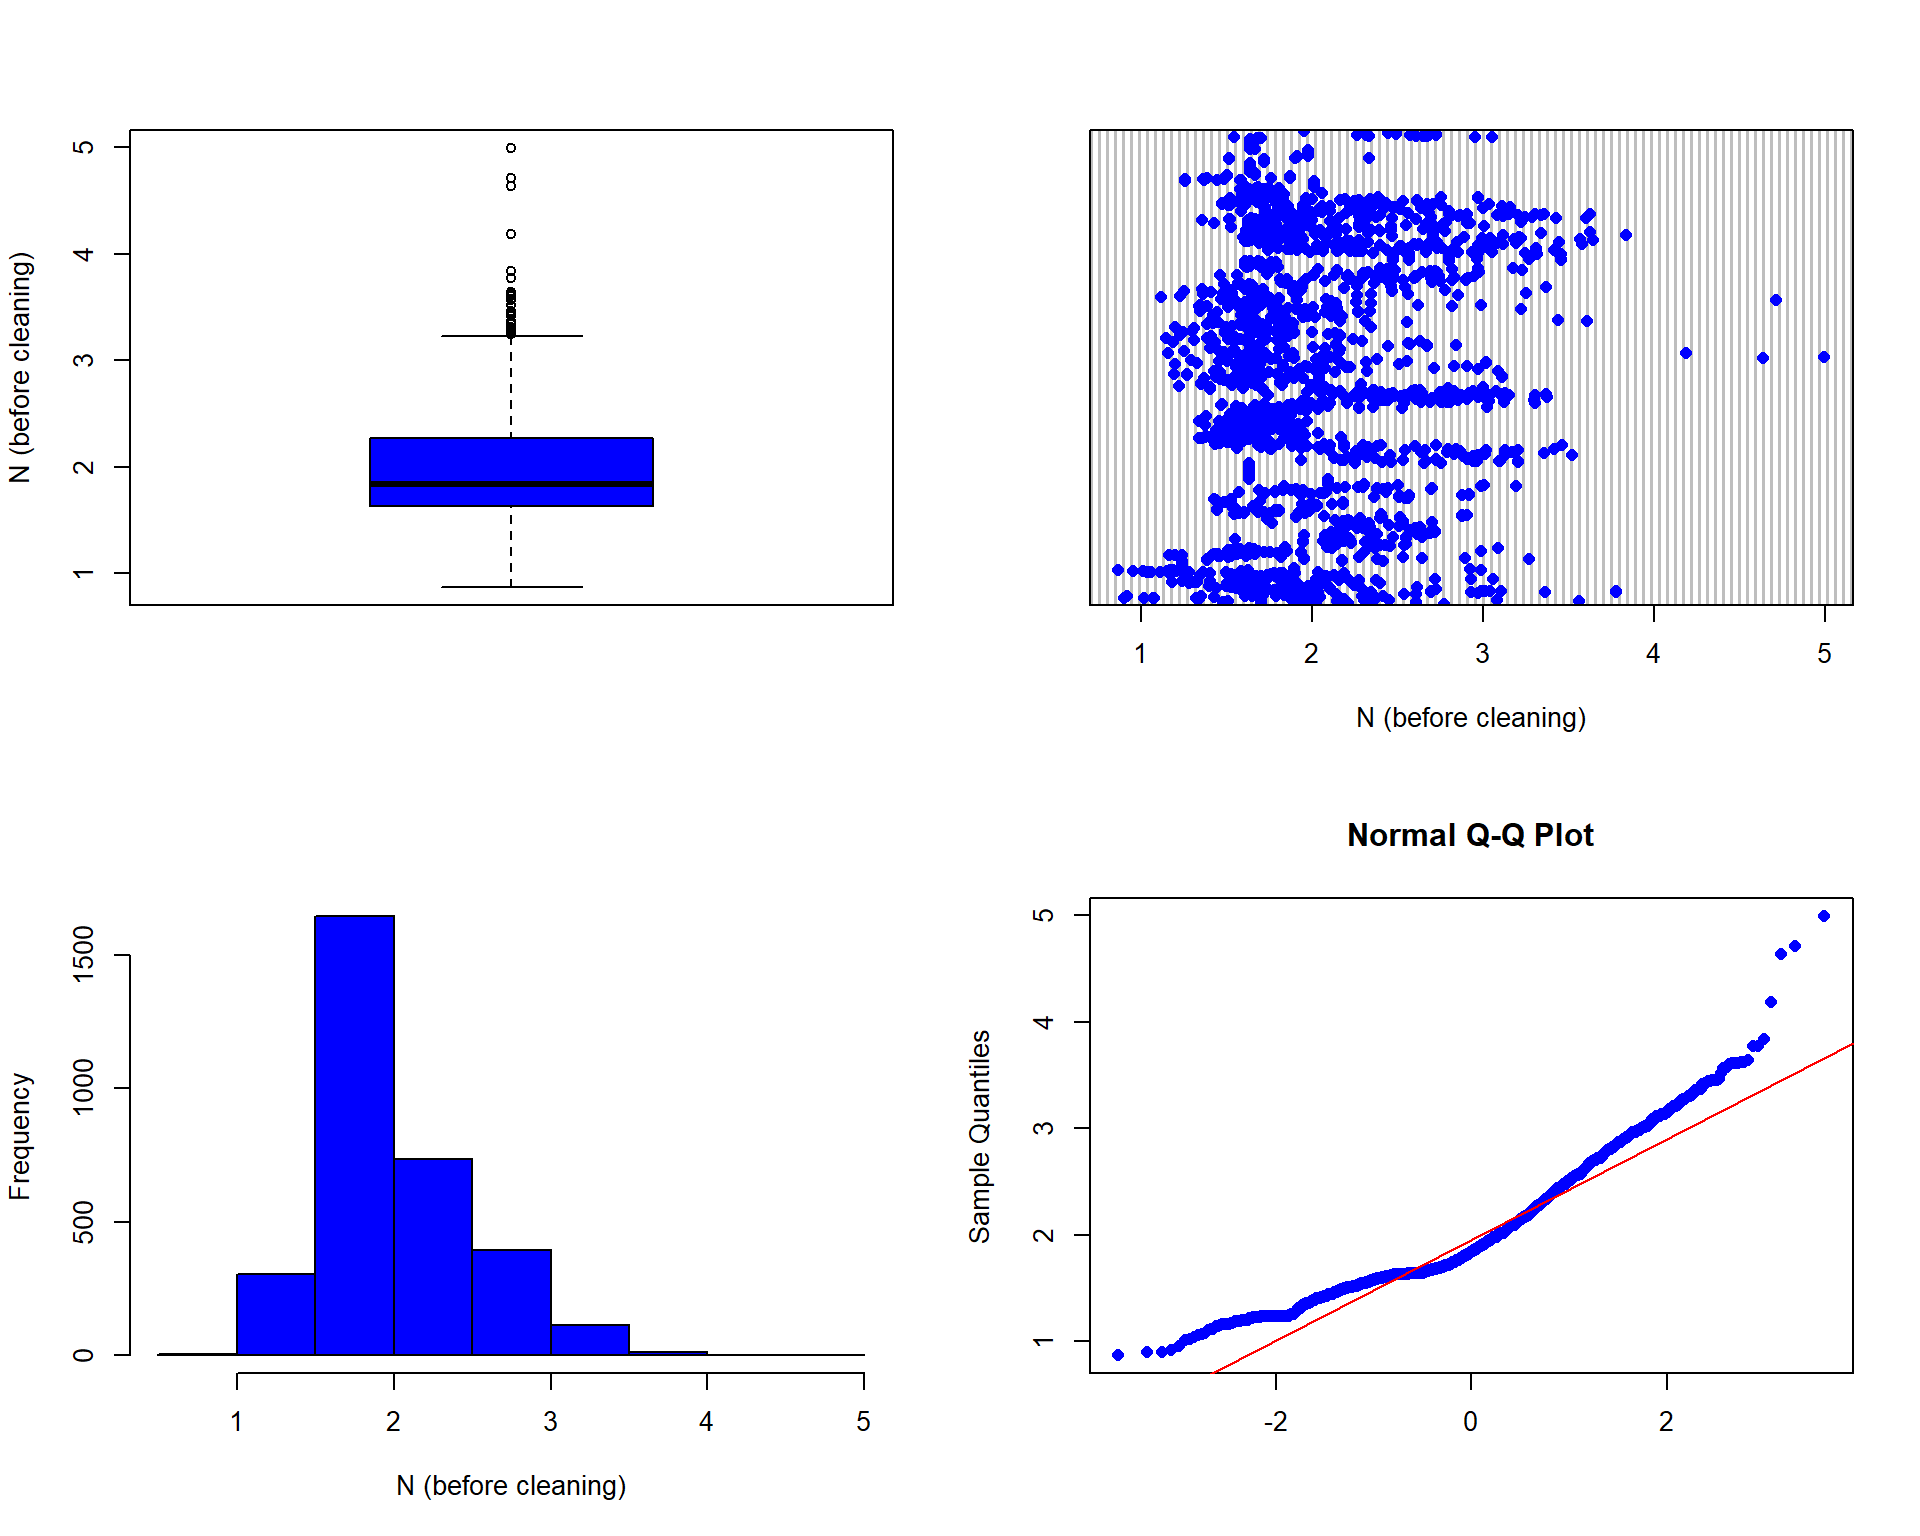 N (before cleaning)
5
4
3
2
1
1 2 3 4 5
N (before cleaning)
Frequency
1500
1000
500
0
1 2 3 4 5
N (before cleaning)
Normal Q-Q Plot
Sample Quantiles
5
4
3
2
1
-2 0 2